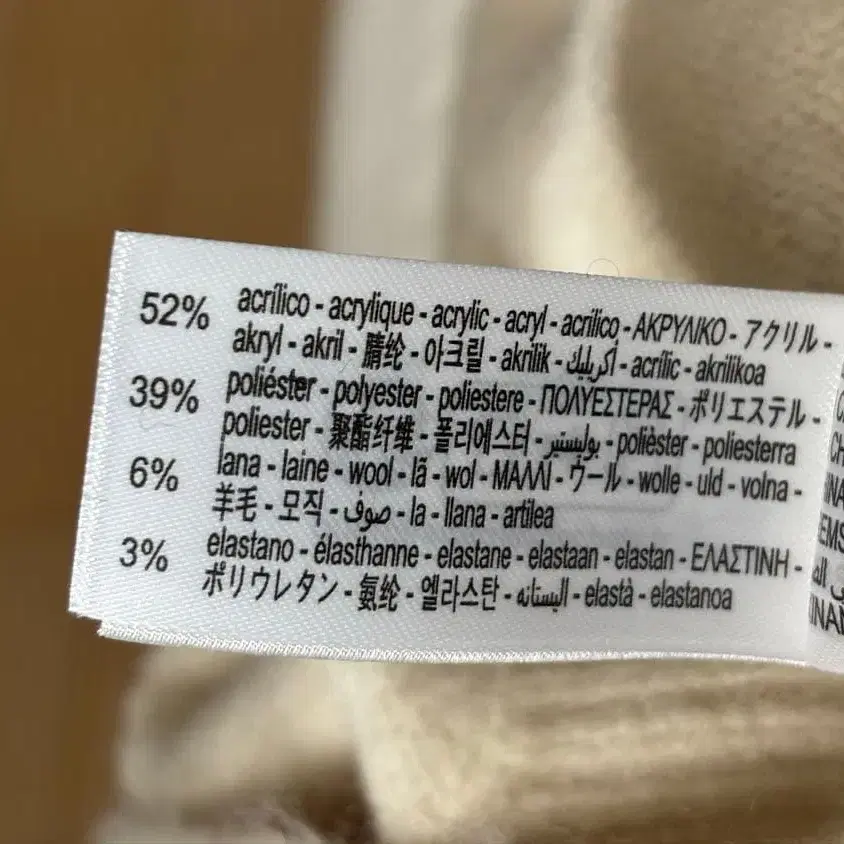 52% acrílico - acrylique - acrylic - acryl - acrilico - ΑΚΡΥΛΙΚΟ - アクリル -
akryl - akril - 腈纶 - 아크릴 - akrilik - أكريليك - acrílic - akrilikoa
39% poliéster - polyester - poliestere - ΠΟΛΥΕΣΤΕΡΑΣ - ポリエステル -
poliester - 聚酯纤维 - 폴리에스터 - بوليستير - polièster - poliesterra
6% lana - laine - wool - lã - wol - ΜΑΛΛΙ - ウール - wolle - uld - volna -
羊毛 - 모직 - صوف - la - llana - artilea
3% elastano - élasthanne - elastane - elastaan - elastan - ΕΛΑΣΤΙΝΗ -
ポリウレタン - 氨纶 - 엘라스탄 - اليستانه - elastà - elastanoa